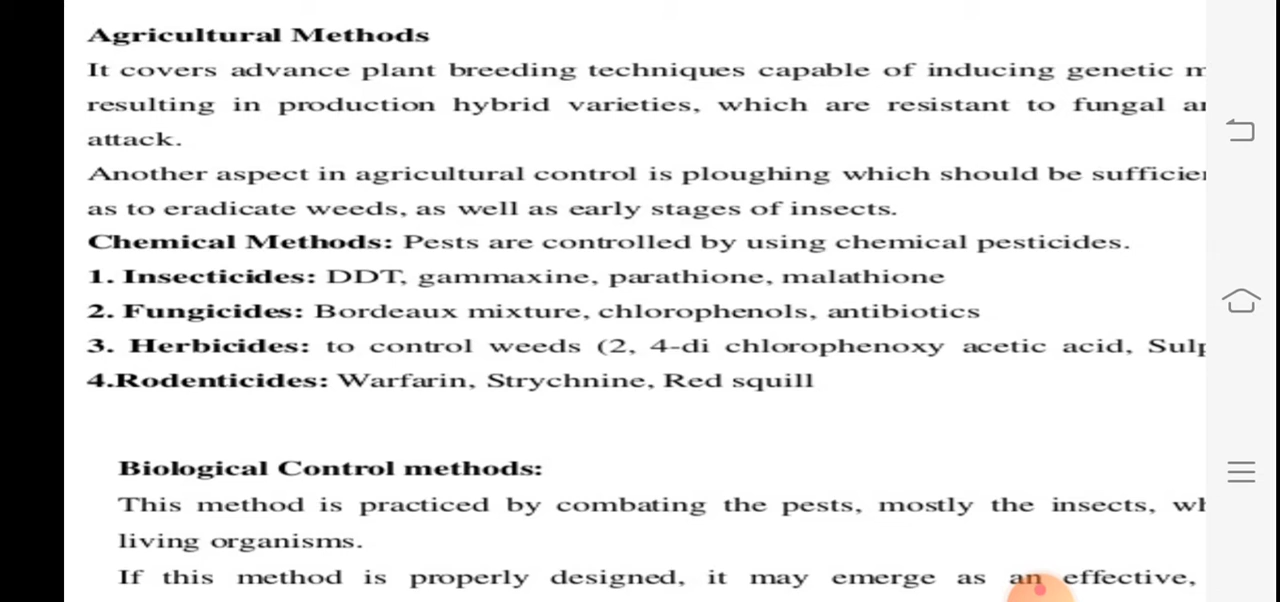 Agricultural Methods
It covers advance plant breeding techniques capable of inducing genetic
resulting in production hybrid varieties, which are resistant to fungal
attack.
Another aspect in agricultural control is ploughing which should be
as to eradicate weeds, as well as early stages of insects.
Chemical Methods: Pests are controlled by using chemical pesticides.
1. Insecticides: DDT, gammaxine, parathione, malathione
2. Fungicides: Bordeaux mixture, chlorophenols, antibiotics
3. Herbicides: to control weeds (2, 4-di chlorophenoxy acetic acid,
4.Rodenticides: Warfarin, Strychnine, Red squill
Biological Control methods:
This method is practiced by combating the pests, mostly the insects,
living organisms.
If this method is properly designed, it may emerge as an effective,